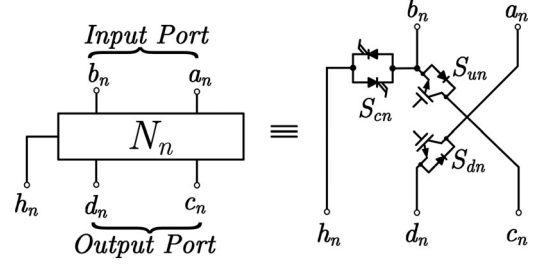 Input Port
b_n a_n
N_n
h_n d_n c_n
Output Port
≡
b_n a_n
S_un
S_cn
S_dn
h_n d_n c_n